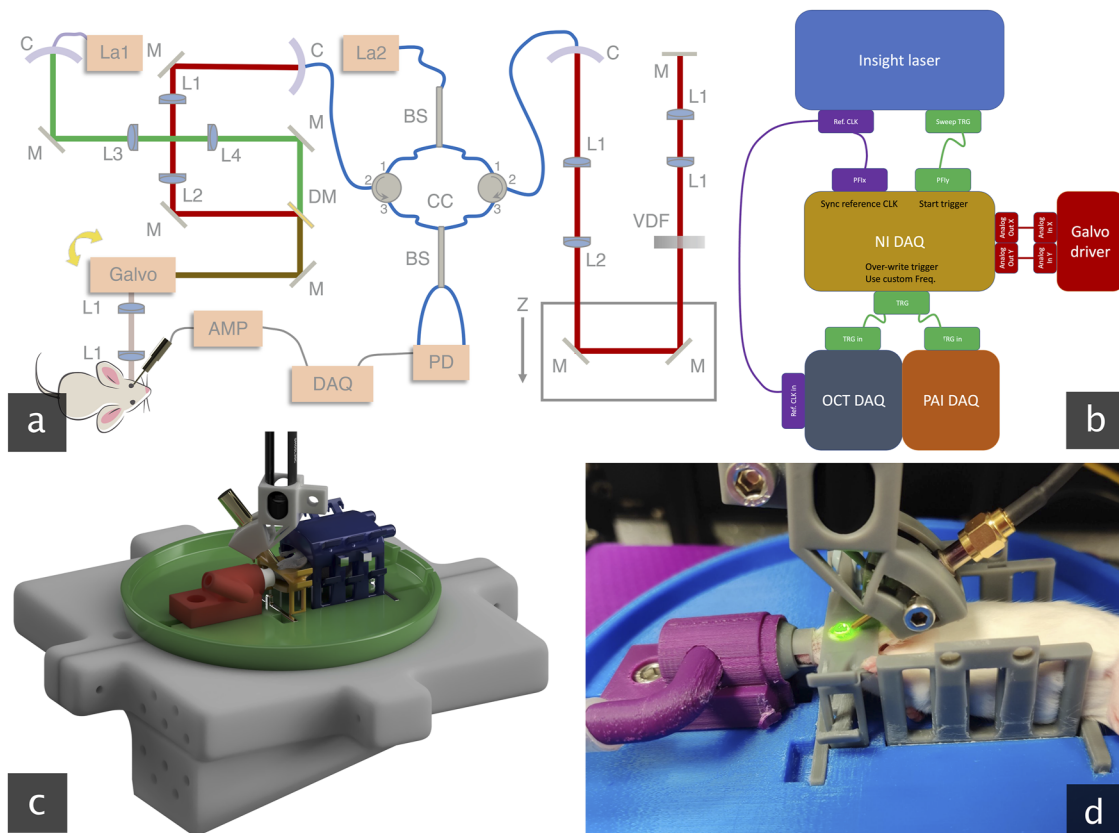 C
La1
M
C
La2
L1
M
C
L1
BS
M
L3
L4
M
L1
L1
L2
DM
1
2
3
CC
1
2
3
M
VDF
Galvo
M
BS
L2
L1
Z
AMP
L1
DAQ
PD
M
M
a
Insight laser
Ref. CLK
Sweep TRG
PFIx
PFIy
Sync reference CLK
Start trigger
NI DAQ
Analog Out X
Analog In X
Analog Out Y
Analog In Y
Galvo
driver
Over-write trigger
Use custom Freq.
TRG
TRG in
TRG in
Ref. CLK in
OCT DAQ
PAI DAQ
b
c
d